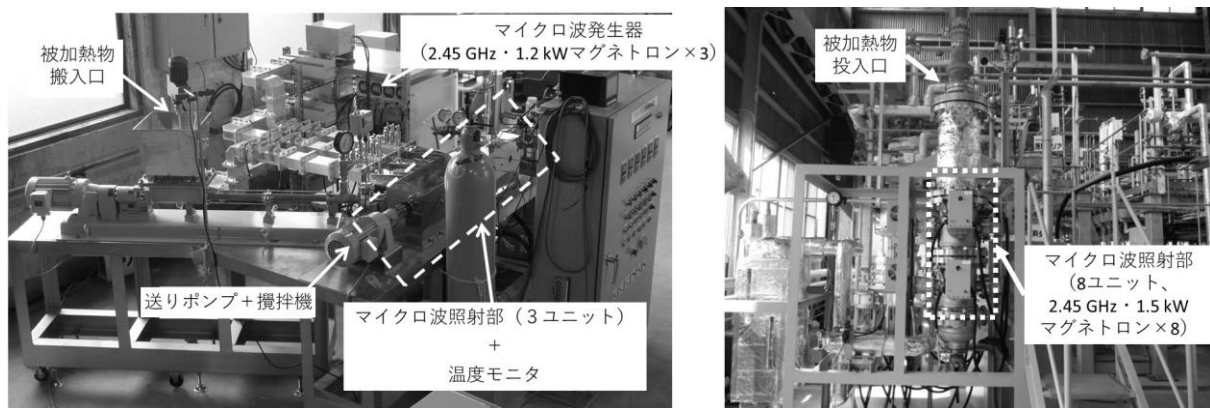 マイクロ波発生器
（2.45 GHz・1.2 kWマグネトロン×3）
被加熱物
搬入口
送りポンプ＋攪拌機
マイクロ波照射部（３ユニット）
+
温度モニタ
被加熱物
投入口
マイクロ波照射部
(8ユニット、
2.45 GHz・1.5 kW
マグネトロン×8）